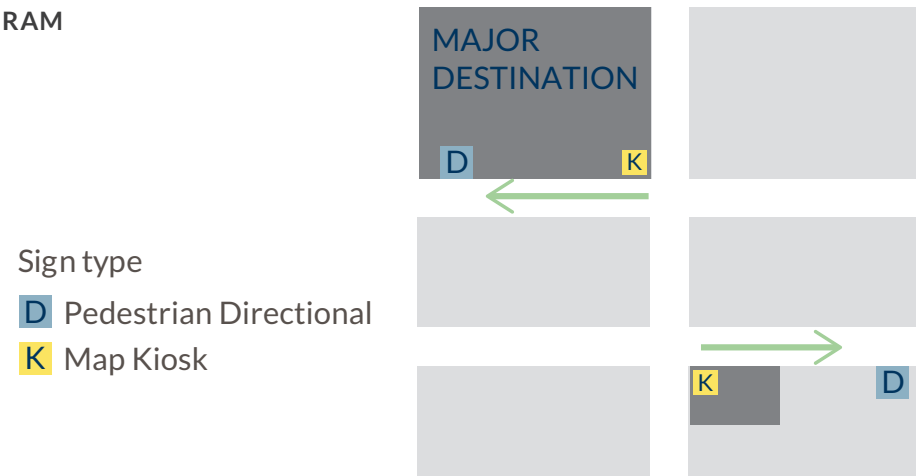 RAM
MAJOR
DESTINATION
D
K
Sign type
D Pedestrian Directional
K Map Kiosk
K
D